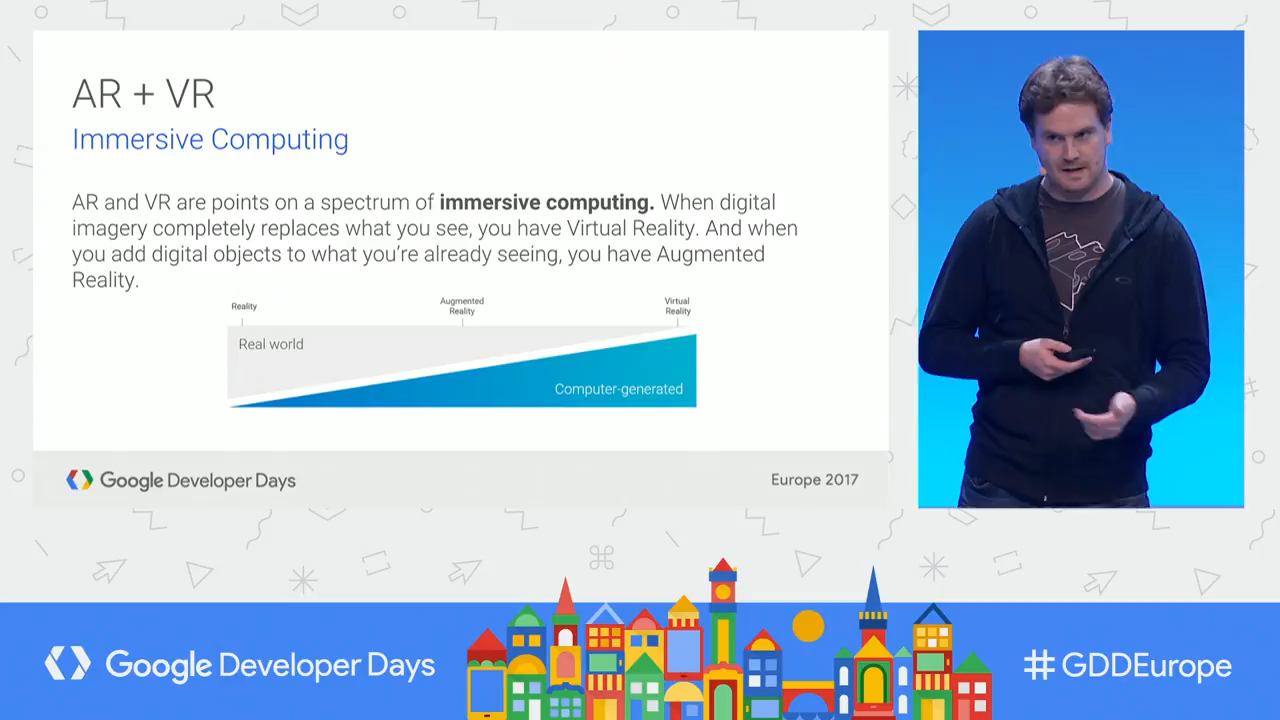 AR + VR
Immersive Computing
AR and VR are points on a spectrum of immersive computing. When digital
imagery completely replaces what you see, you have Virtual Reality. And when
you add digital objects to what you're already seeing, you have Augmented
Reality.
Reality
Augmented
Reality
Virtual
Reality
Real world
Computer-generated
Google Developer Days
Europe 2017
Google Developer Days
#GDDEurope